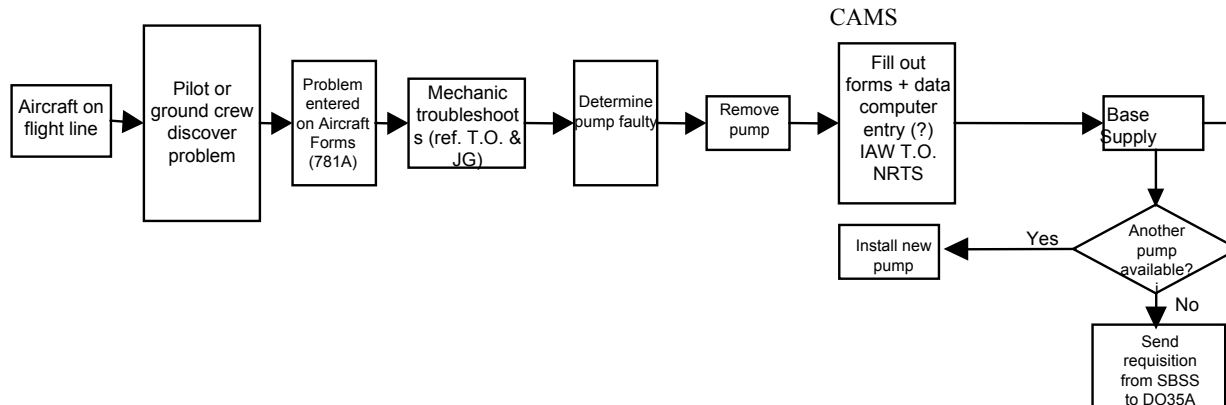 CAMS
Aircraft on
flight line
Pilot or
ground crew
discover
problem
Problem
entered
on Aircraft
Forms
(781A)
Mechanic
troubleshoot
s (ref. T.O. &
JG)
Determine
pump faulty
Remove
pump
Fill out
forms + data
computer
entry (?)
IAW T.O.
NRTS
Base
Supply
Another
pump
available?
Yes
Install new
pump
No
Send
requisition
from SBSS
to DO35A